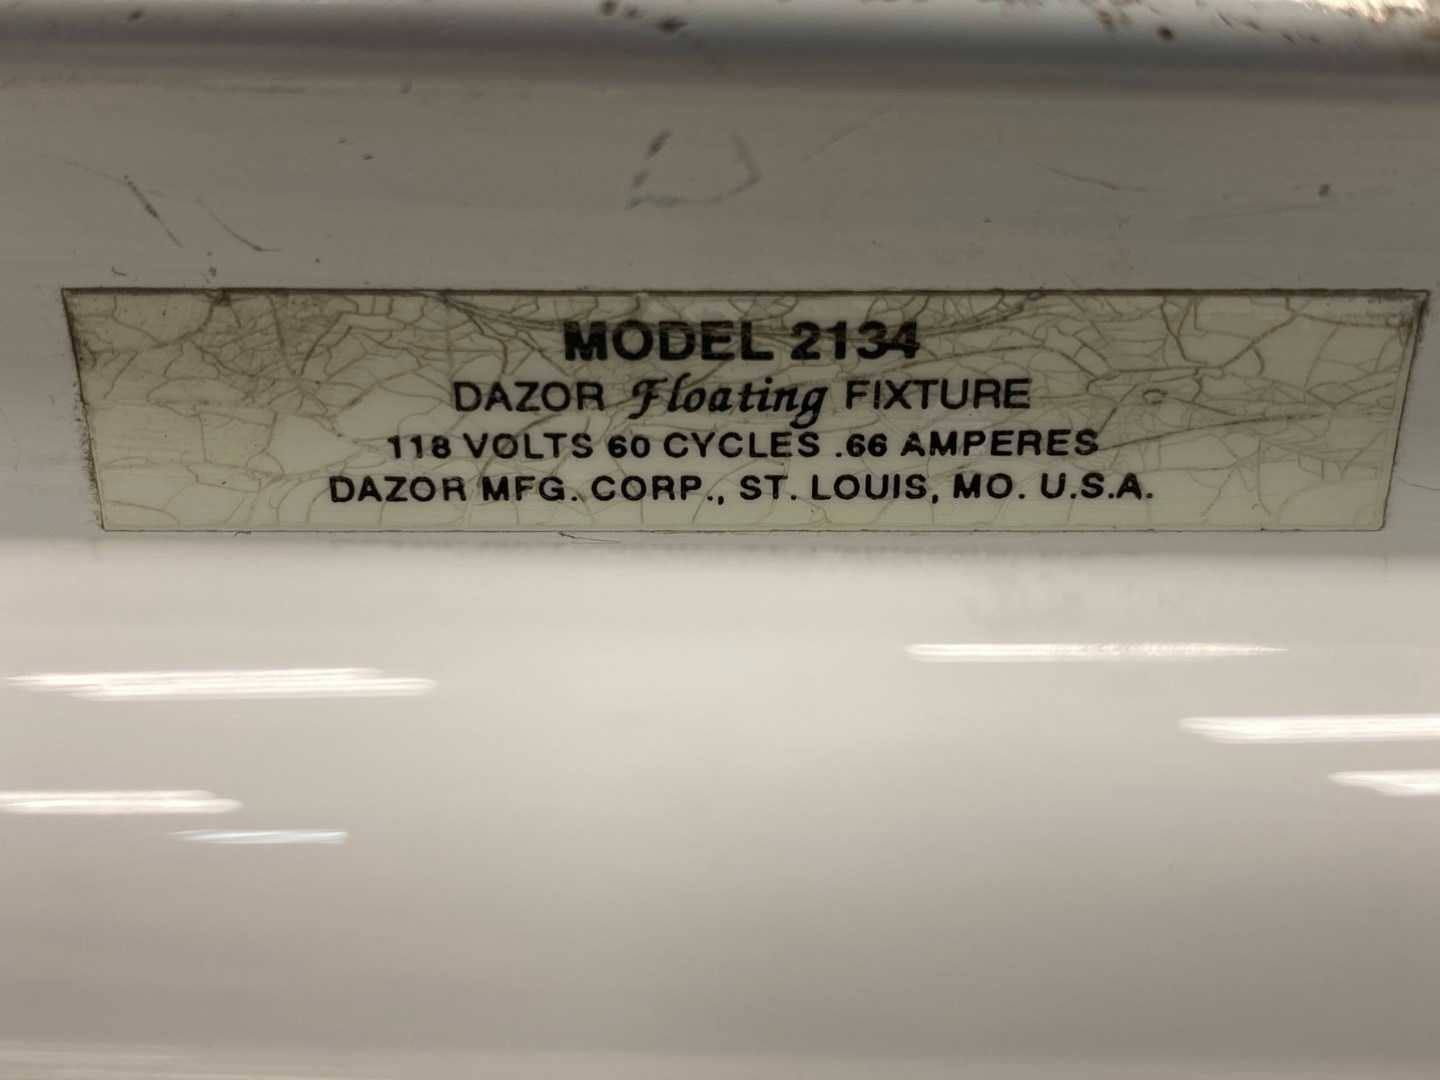 MODEL 2134
DAZOR Floating FIXTURE
118 VOLTS 60 CYCLES .66 AMPERES
DAZOR MFG. CORP., ST. LOUIS, MO. U.S.A.